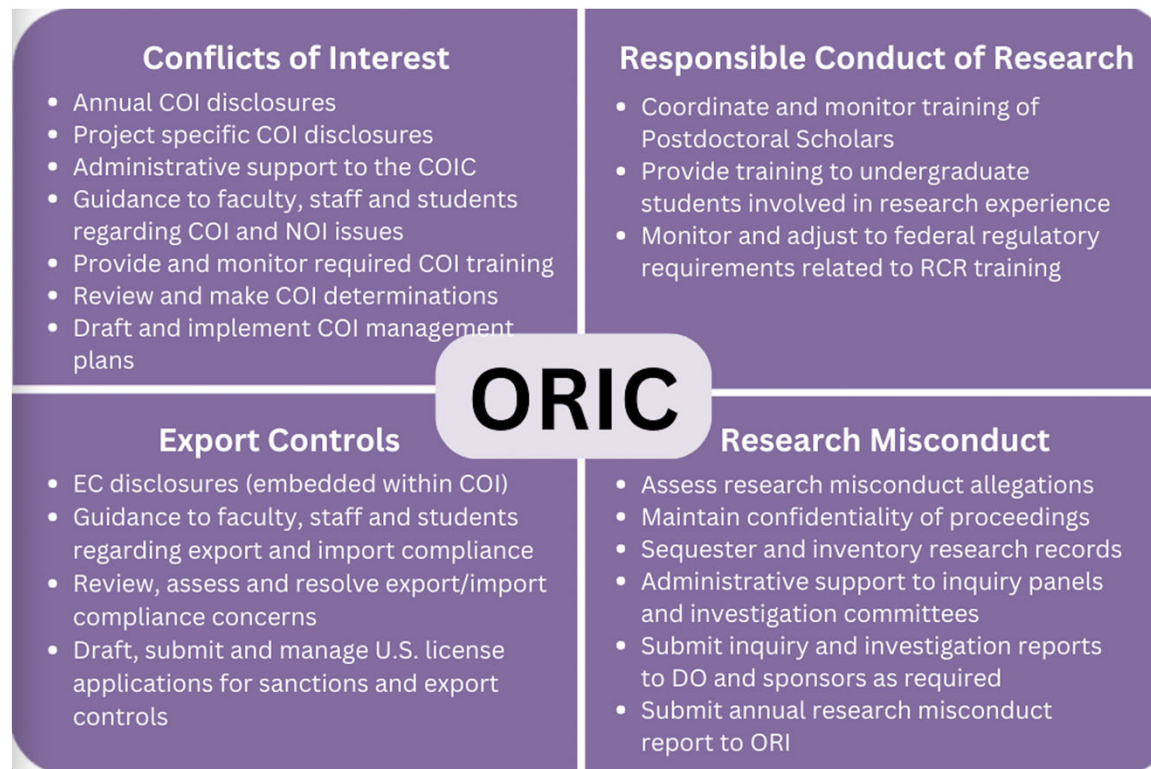 Conflicts of Interest
• Annual COI disclosures
• Project specific COI disclosures
• Administrative support to the COIC
• Guidance to faculty, staff and students
regarding COI and NOI issues
• Provide and monitor required COI training
• Review and make COI determinations
• Draft and implement COI management
plans
Responsible Conduct of Research
• Coordinate and monitor training of
Postdoctoral Scholars
• Provide training to undergraduate
students involved in research experience
• Monitor and adjust to federal regulatory
requirements related to RCR training
ORIC
Export Controls
• EC disclosures (embedded within COI)
• Guidance to faculty, staff and students
regarding export and import compliance
• Review, assess and resolve export/import
compliance concerns
• Draft, submit and manage U.S. license
applications for sanctions and export
controls
Research Misconduct
• Assess research misconduct allegations
• Maintain confidentiality of proceedings
• Sequester and inventory research records
• Administrative support to inquiry panels
and investigation committees
• Submit inquiry and investigation reports
to DO and sponsors as required
• Submit annual research misconduct
report to ORI